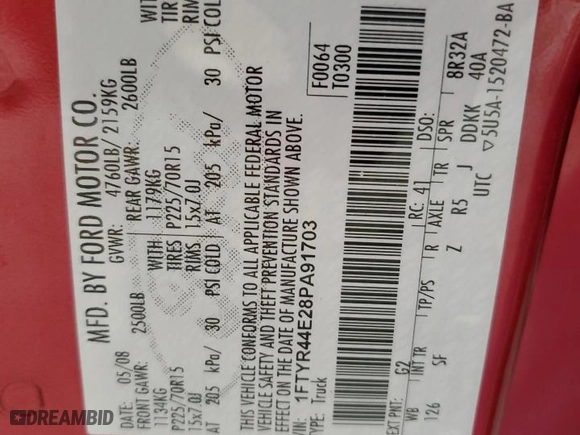 MFD. BY FORD MOTOR CO.
DATE: 05/08 GVWR: 4760LB/ 2159KG
FRONT GAWR: 2500LB REAR GAWR: 2600LB
1134KG WITH 1179KG WITH
P225/70R15 TIRES P225/70R15 TIRE
15x7.0J RIMS 15x7.0J RIMS
AT 205 kPa/ 30 PSI COLD AT 205 kPa/ 30 PSI COLD
THIS VEHICLE CONFORMS TO ALL APPLICABLE FEDERAL MOTOR
VEHICLE SAFETY AND THEFT PREVENTION STANDARDS IN
EFFECT ON THE DATE OF MANUFACTURE SHOWN ABOVE.
VIN: 1FTYR44E28PA91703 F0064
TYPE: Truck T0300
EXT PNT: G2 RC: 41 DSO:
WB INT TR TP/PS R AXLE TR SPR 8R32A
126 SF Z R5 J DDKK 40A
UTC ▽5U5A-1520472-BA
DREAMBID